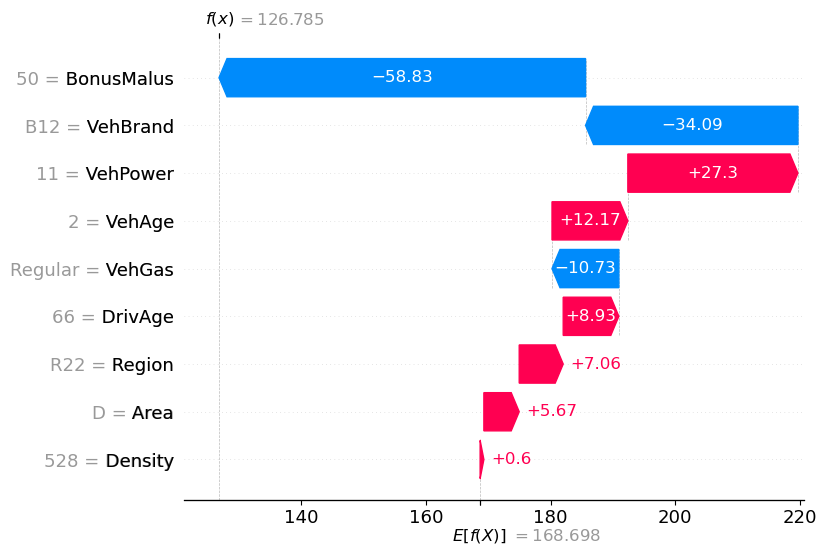 f(x) = 126.785
50 = BonusMalus −58.83
B12 = VehBrand −34.09
11 = VehPower +27.3
2 = VehAge +12.17
Regular = VehGas −10.73
66 = DrivAge +8.93
R22 = Region +7.06
D = Area +5.67
528 = Density +0.6
140 160 180 200 220
E[f(X)] = 168.698